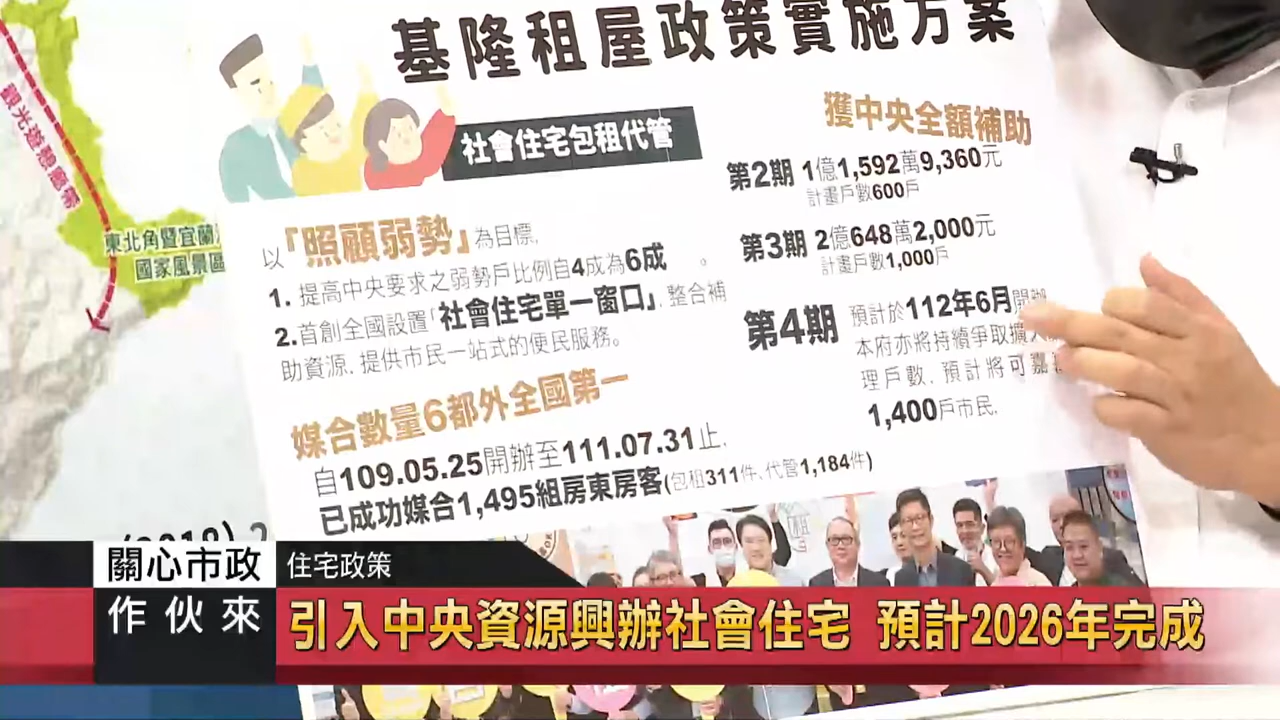 基隆租屋政策實施方案
社會住宅包租代管
以「照顧弱勢」為目標,
1. 提高中央要求之弱勢戶比例自4成為6成。
2.首創全國設置「社會住宅單一窗口」, 整合補
助資源, 提供市民一站式的便民服務。
媒合數量6都外全國第一
自109.05.25開辦至111.07.31止,
已成功媒合1,495組房東房客(包租311件、代管1,184件)
獲中央全額補助
第2期 1億1,592萬9,360元
計畫戶數600戶
第3期 2億648萬2,000元
計畫戶數1,000戶
第4期 預計於112年6月開辦
本府亦將持續爭取擴大
理戶數, 預計將可嘉
1,400戶市民,
觀光遊憩
東北角暨宜蘭
國家風景區
(2018)
關心市政
作伙來
住宅政策
引入中央資源興辦社會住宅 預計2026年完成